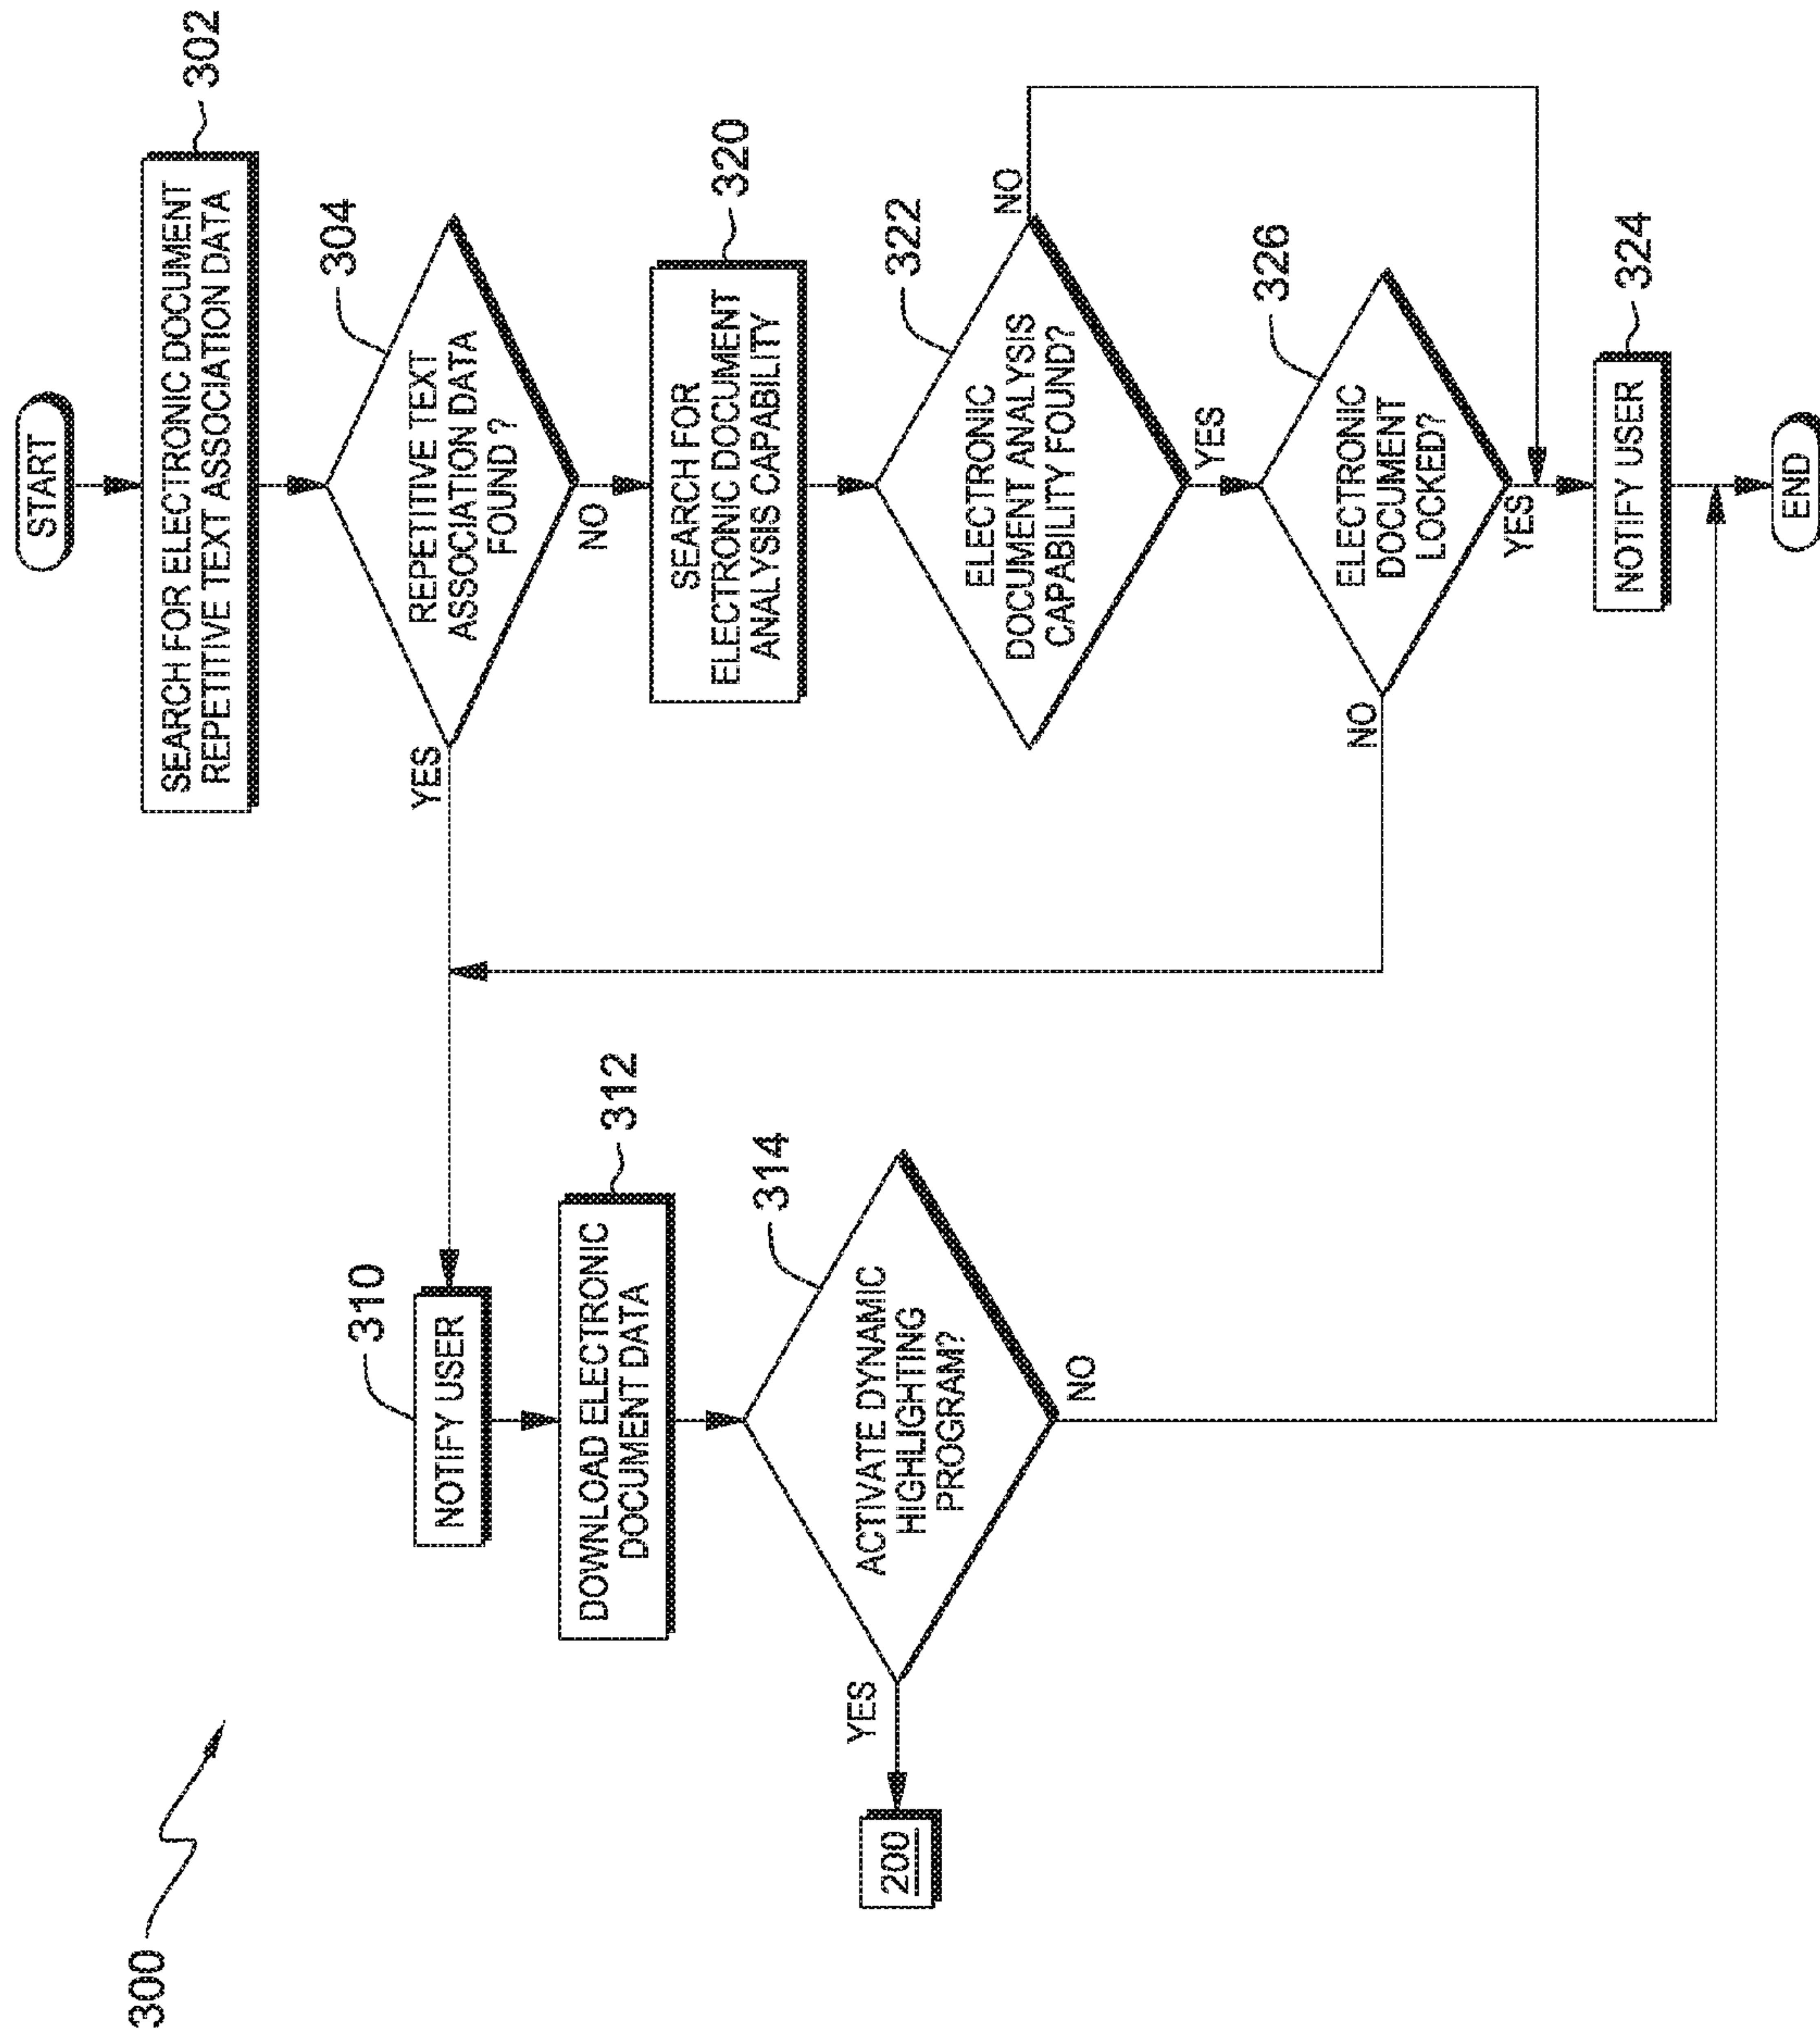 300
START
SEARCH FOR ELECTRONIC DOCUMENT
REPETITIVE TEXT ASSOCIATION DATA
302
REPETITIVE TEXT
ASSOCIATION DATA
FOUND ?
304
YES
NO
310
NOTIFY USER
DOWNLOAD ELECTRONIC
DOCUMENT DATA
312
ACTIVATE DYNAMIC
HIGHLIGHTING
PROGRAM?
314
YES
200
NO
SEARCH FOR
ELECTRONIC DOCUMENT
ANALYSIS CAPABILITY
320
ELECTRONIC
DOCUMENT ANALYSIS
CAPABILITY FOUND?
322
NO
YES
ELECTRONIC
DOCUMENT
LOCKED?
326
NO
YES
NOTIFY USER
324
END